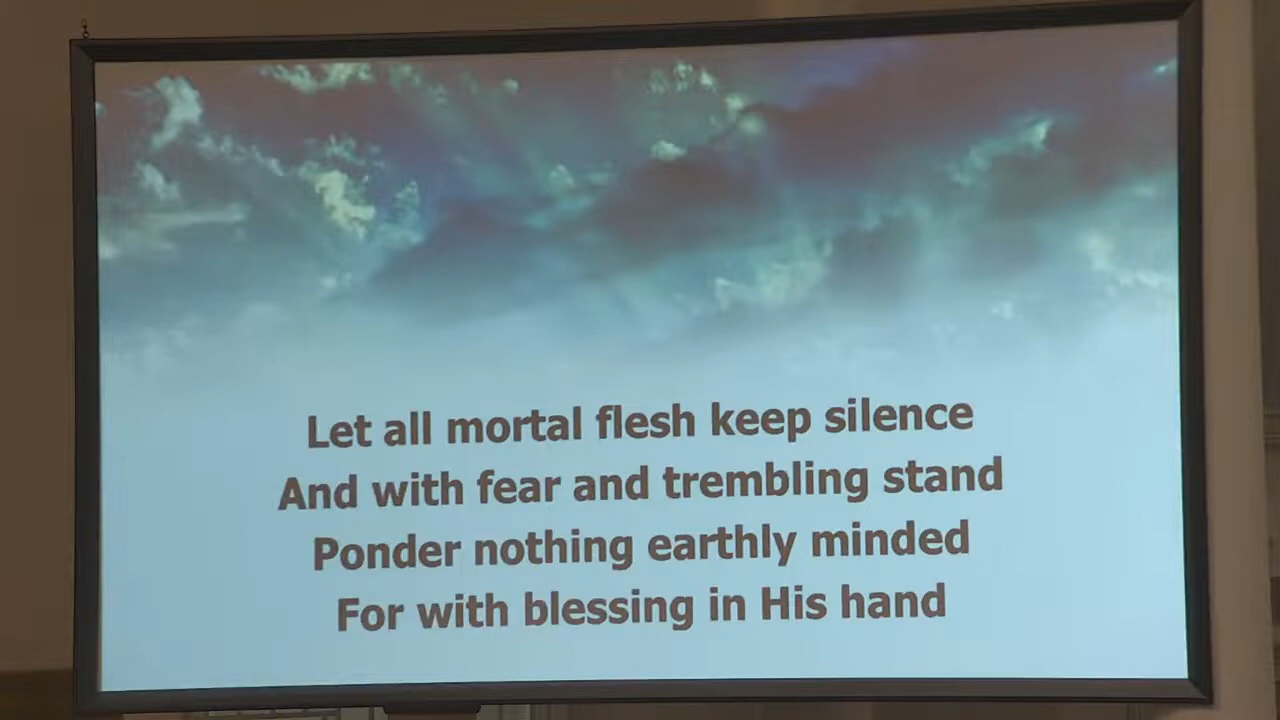 Let all mortal flesh keep silence
And with fear and trembling stand
Ponder nothing earthly minded
For with blessing in His hand